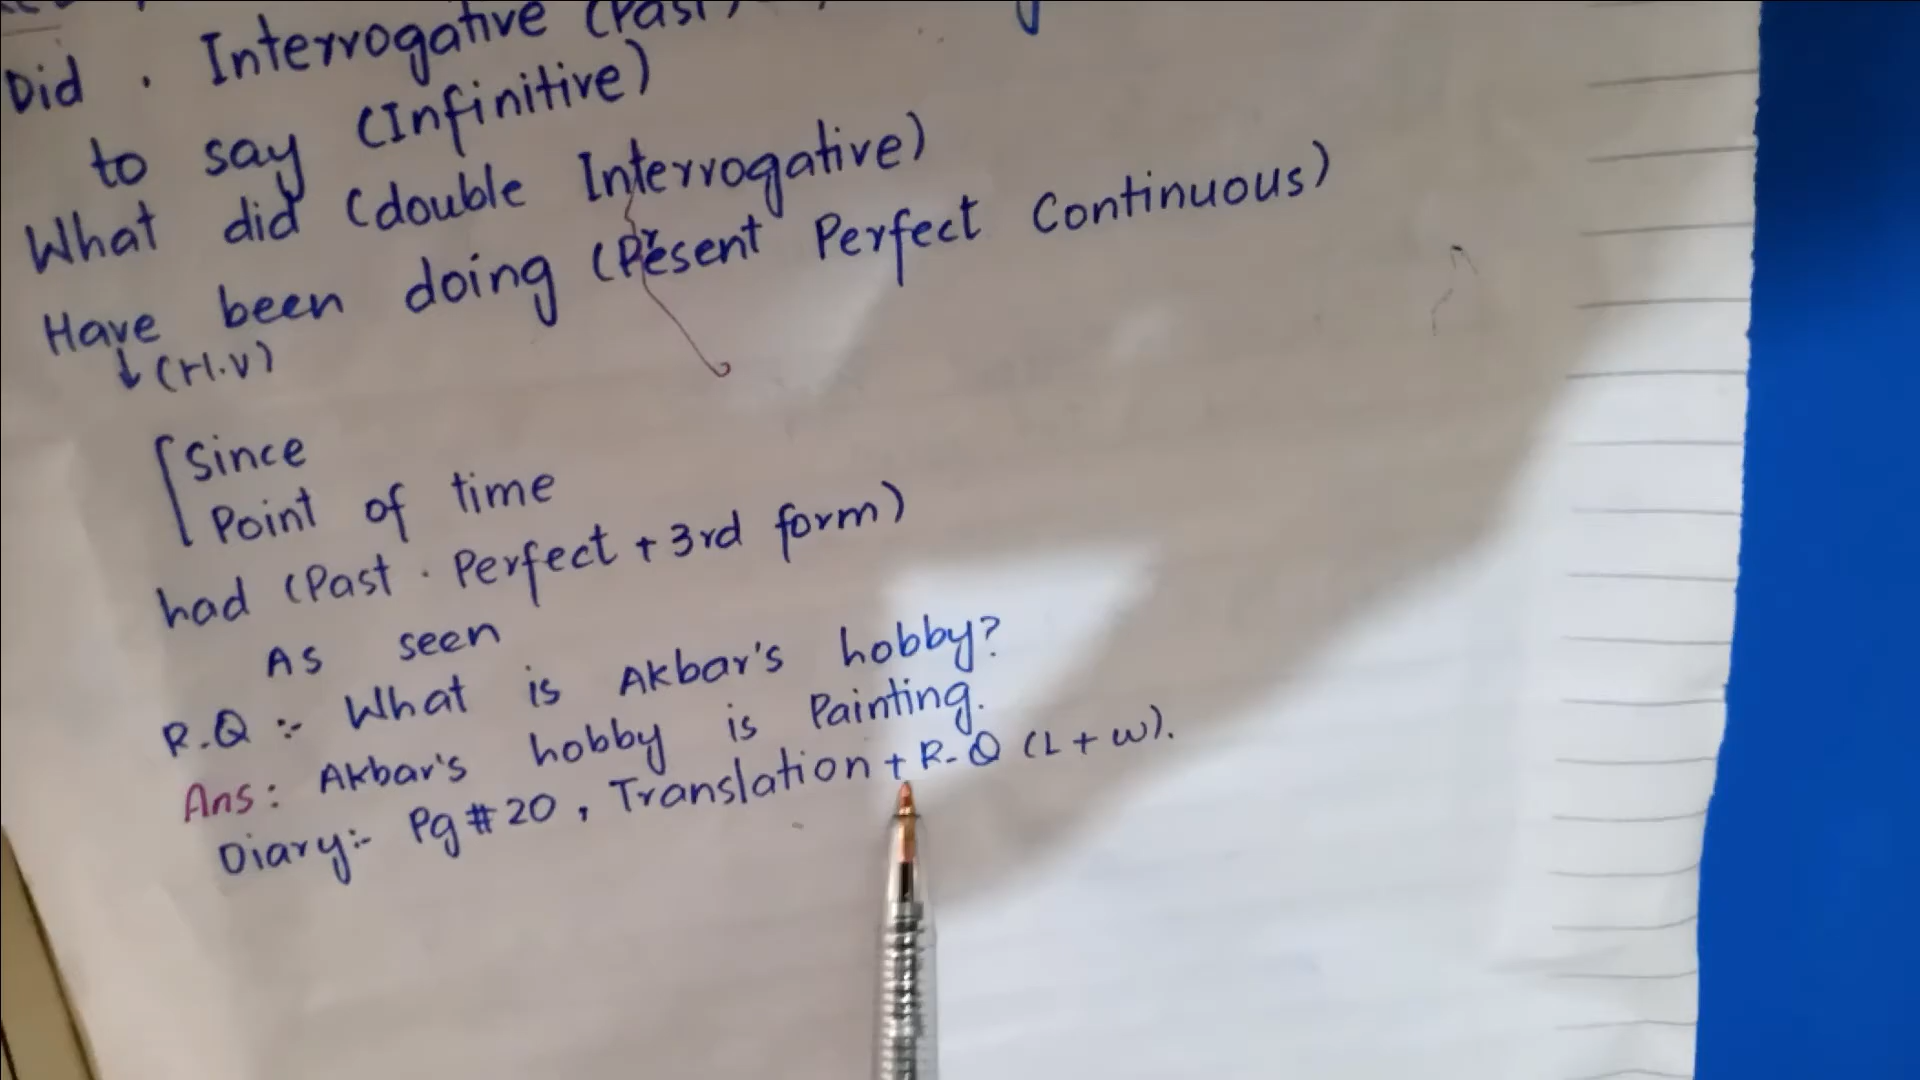 Did . Interrogative (Past)
to say (Infinitive)
What did (double Interrogative)
Have been doing (Present Perfect Continuous)
↓ (H.V)
[Since
Point of time
had (Past . Perfect + 3rd form)
As seen
R.Q :- What is Akbar's hobby?
Ans: Akbar's hobby is Painting.
Diary:- Pg # 20 , Translation + R-Q (L + W).